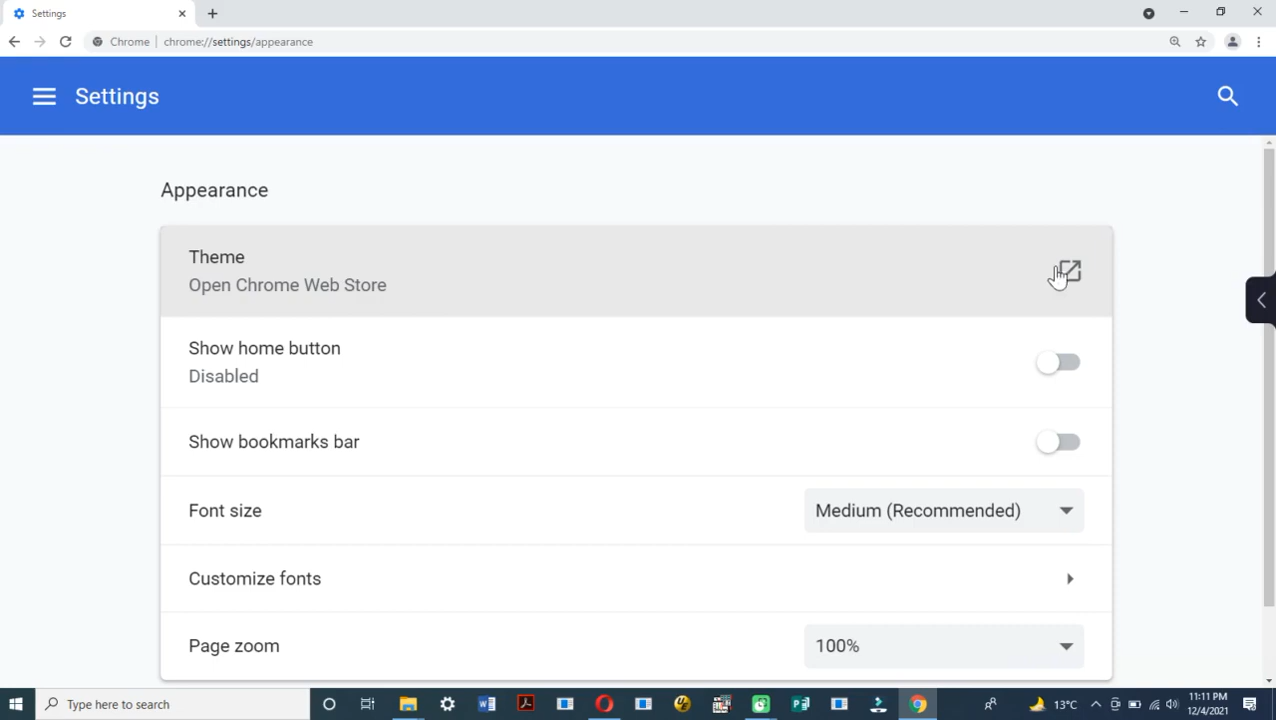 Settings
Chrome | chrome://settings/appearance
Settings
Appearance
Theme
Open Chrome Web Store
Show home button
Disabled
Show bookmarks bar
Font size
Medium (Recommended)
Customize fonts
Page zoom
100%
Type here to search
13°C
11:11 PM
12/4/2021